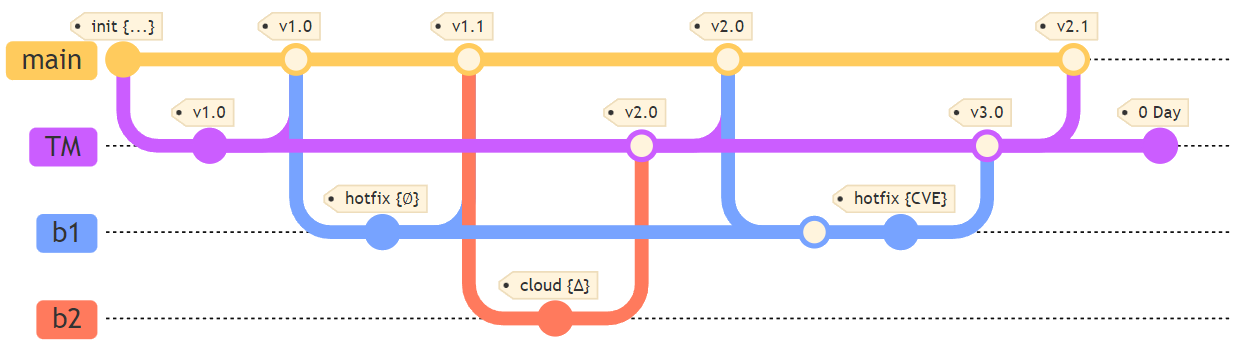 init {...}
v1.0
v1.1
v2.0
v2.1
main
v1.0
v2.0
v3.0
0 Day
TM
hotfix {Ø}
hotfix {CVE}
b1
cloud {Δ}
b2